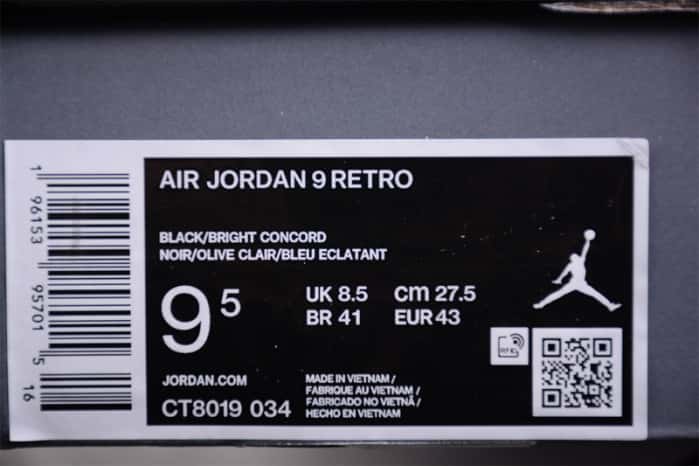 AIR JORDAN 9 RETRO
BLACK/BRIGHT CONCORD
NOIR/OLIVE CLAIR/BLEU ECLATANT
9 5
UK 8.5 CM 27.5
BR 41 EUR 43
JORDAN.COM
CT8019 034
MADE IN VIETNAM /
FABRIQUE AU VIETNAM /
FABRICADO NO VIETNÃ /
HECHO EN VIETNAM
RFID
1 96153 95701 5 16